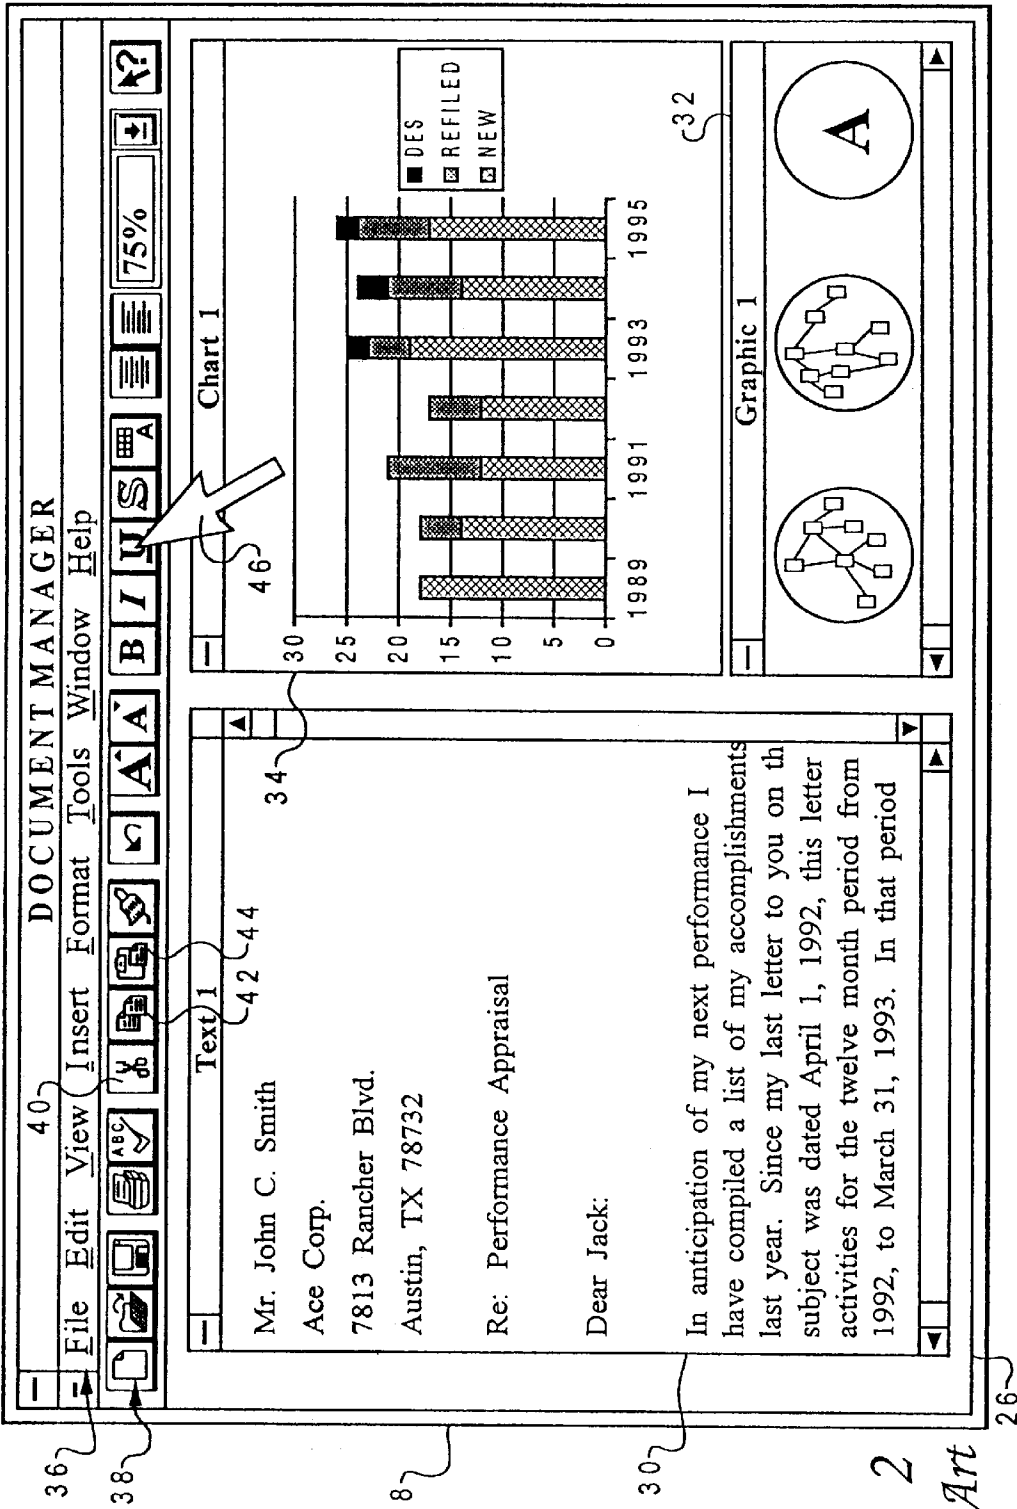 DOCUMENT MANAGER
File Edit View Insert Format Tools Window Help
ABC
A A B I U S A 75% ?
Text 1
Mr. John C. Smith
Ace Corp.
7813 Rancher Blvd.
Austin, TX 78732
Re: Performance Appraisal
Dear Jack:
In anticipation of my next performance I
have compiled a list of my accomplishments
last year. Since my last letter to you on th
subject was dated April 1, 1992, this letter
activities for the twelve month period from
1992, to March 31, 1993. In that period
Chart 1
30
25
20
15
10
5
0
1989 1991 1993 1995
DES
REFILED
NEW
Graphic 1
A
36
38
40
42
44
46
34
32
8
30
26
2
Art